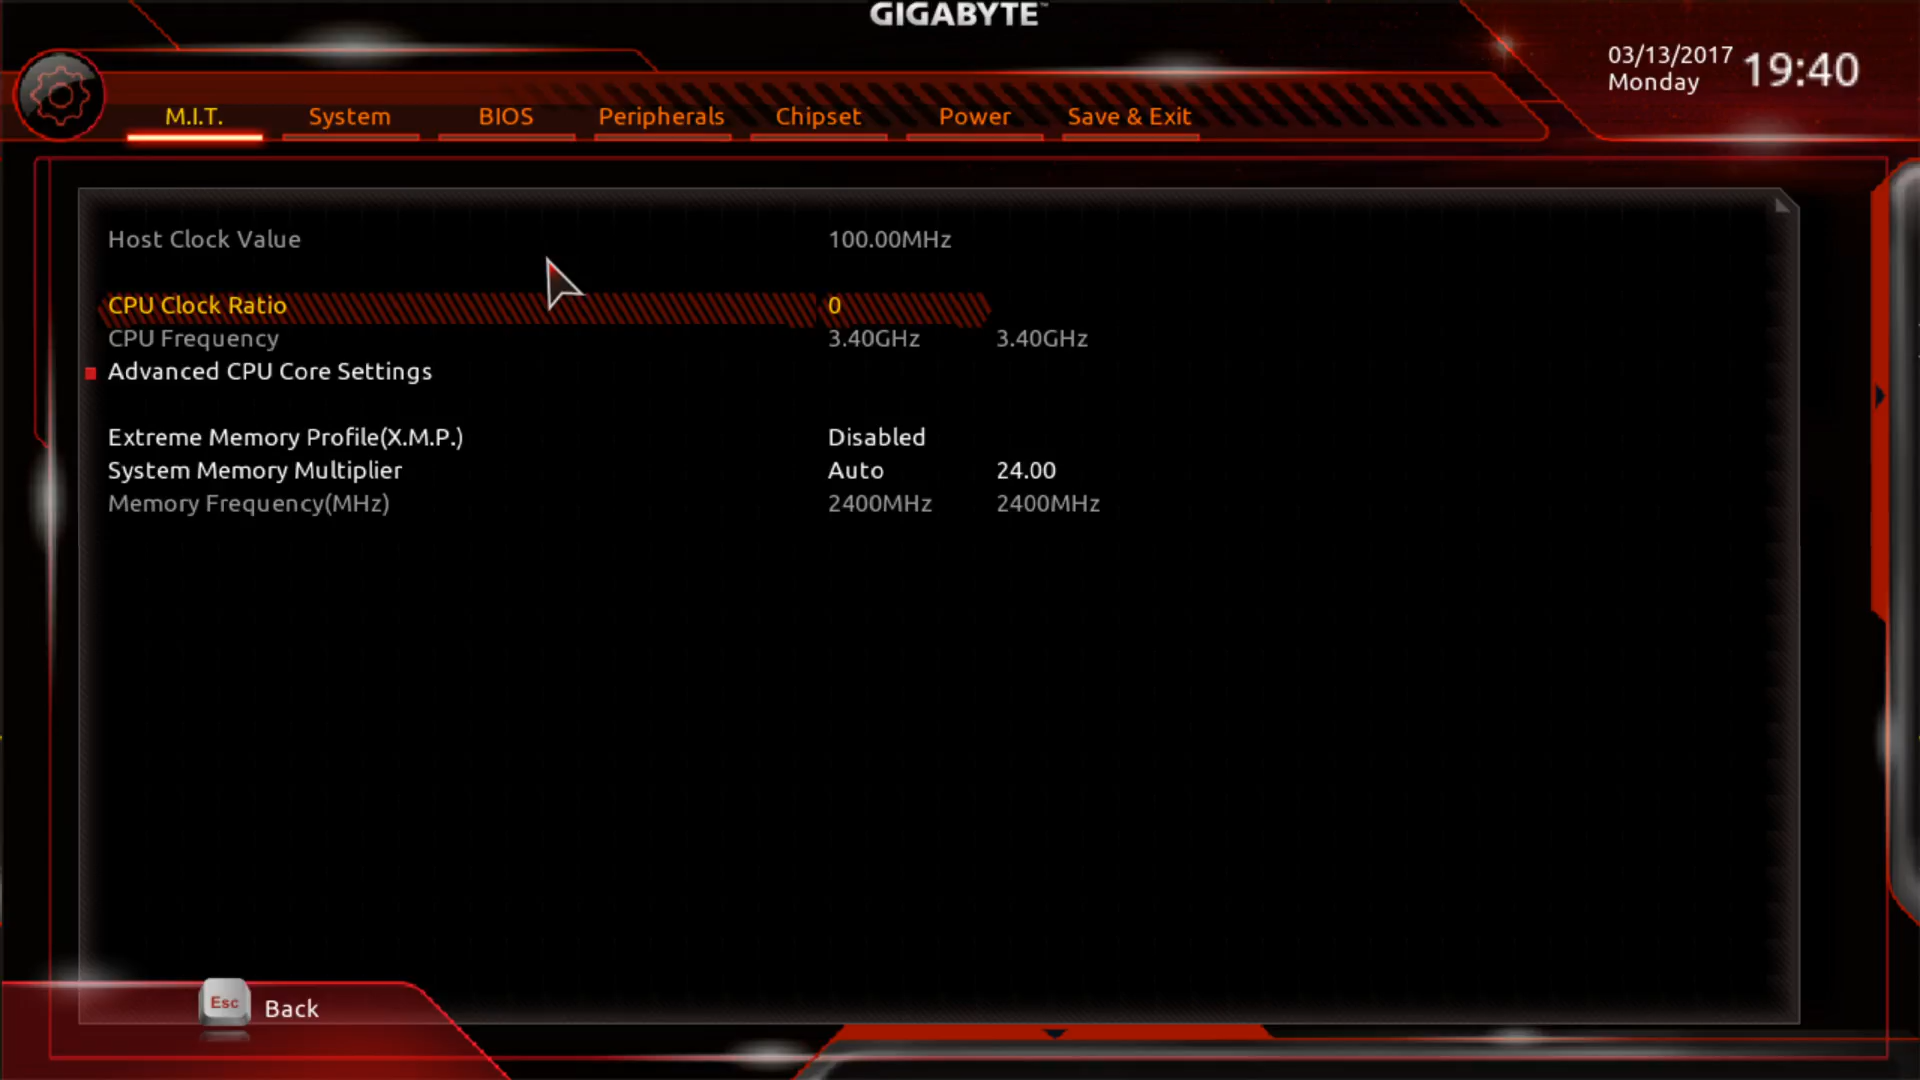 GIGABYTE™
03/13/2017
Monday
19:40
M.I.T. System BIOS Peripherals Chipset Power Save & Exit
Host Clock Value 100.00MHz
CPU Clock Ratio 0
CPU Frequency 3.40GHz 3.40GHz
Advanced CPU Core Settings
Extreme Memory Profile(X.M.P.) Disabled
System Memory Multiplier Auto 24.00
Memory Frequency(MHz) 2400MHz 2400MHz
Esc Back